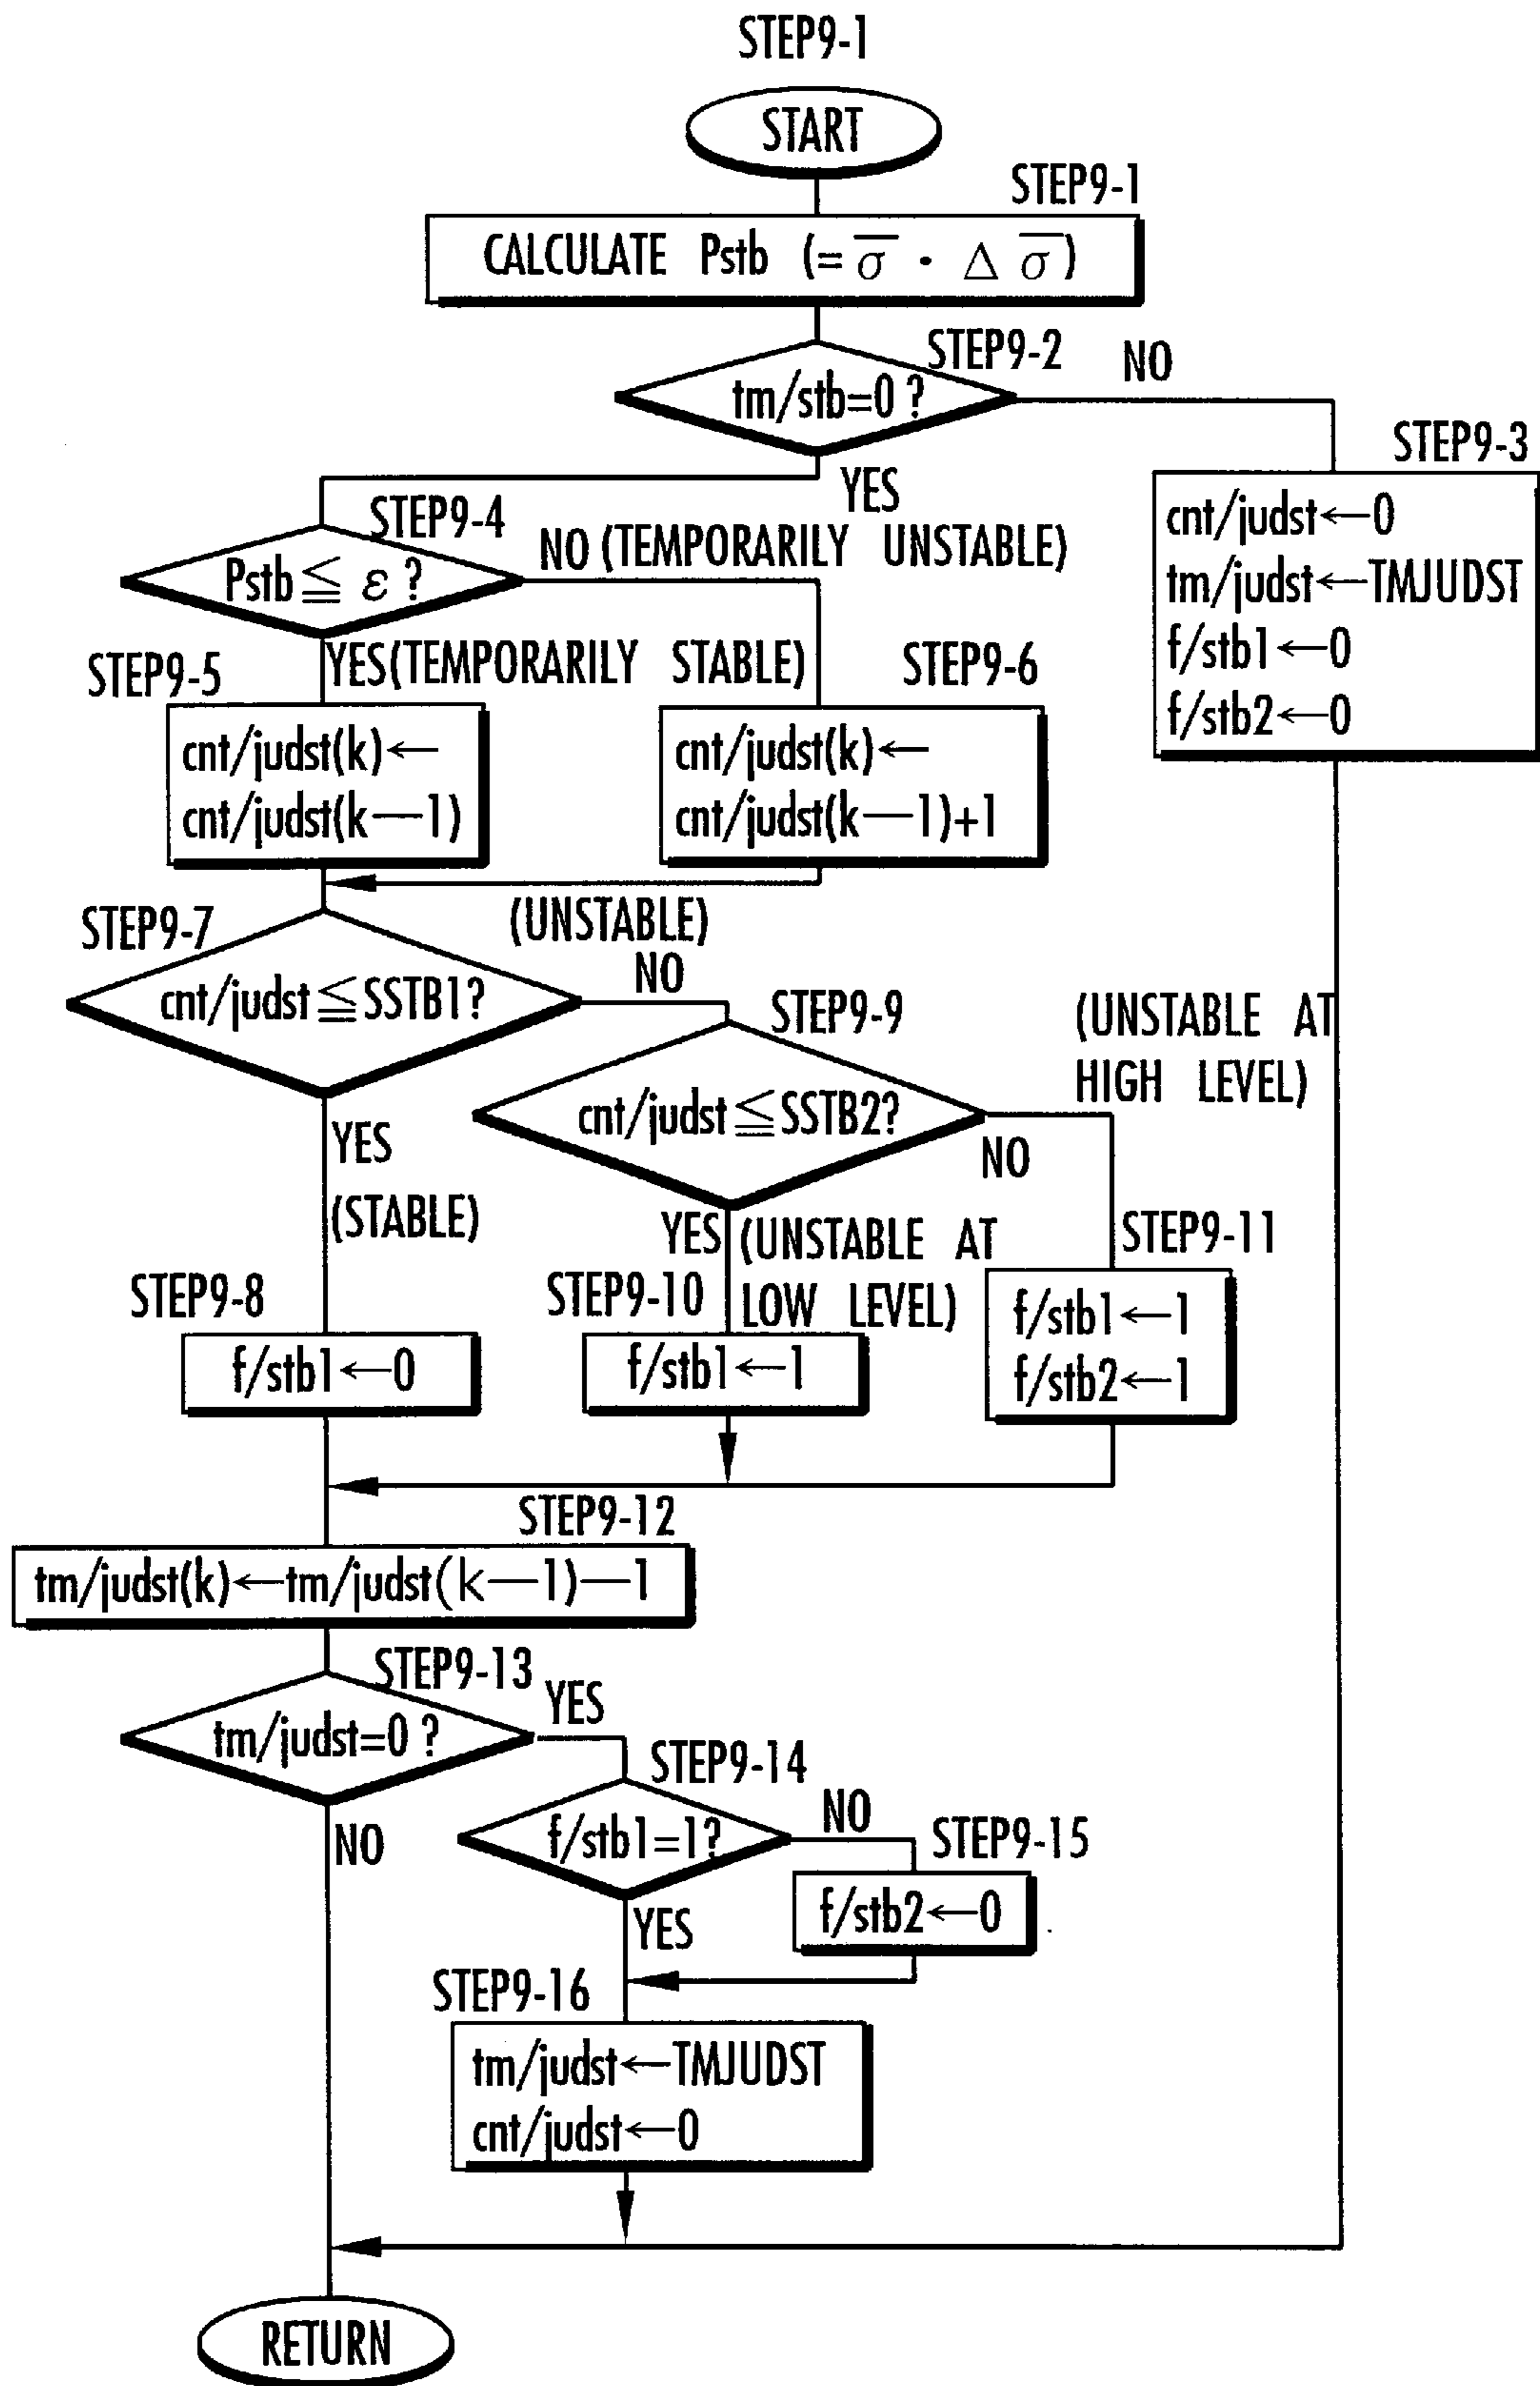 STEP9-1
START
STEP9-1
CALCULATE Pstb (= σ̅ · Δ σ̅)
STEP9-2
NO
tm/stb=0 ?
YES
STEP9-3
cnt/judst←0
tm/judst←TMJUDST
f/stb1←0
f/stb2←0
STEP9-4
NO (TEMPORARILY UNSTABLE)
Pstb≦ ε ?
YES(TEMPORARILY STABLE)
STEP9-5
cnt/judst(k)←
cnt/judst(k—1)
STEP9-6
cnt/judst(k)←
cnt/judst(k—1)+1
STEP9-7
(UNSTABLE)
NO
cnt/judst≦SSTB1?
YES
(STABLE)
STEP9-9
(UNSTABLE AT
HIGH LEVEL)
cnt/judst≦SSTB2?
NO
YES
(UNSTABLE AT
LOW LEVEL)
STEP9-8
f/stb1←0
STEP9-10
f/stb1←1
STEP9-11
f/stb1←1
f/stb2←1
STEP9-12
tm/judst(k)←tm/judst(k—1)—1
STEP9-13
YES
tm/judst=0 ?
NO
STEP9-14
NO
f/stb1=1?
YES
STEP9-15
f/stb2←0
STEP9-16
tm/judst←TMJUDST
cnt/judst←0
RETURN